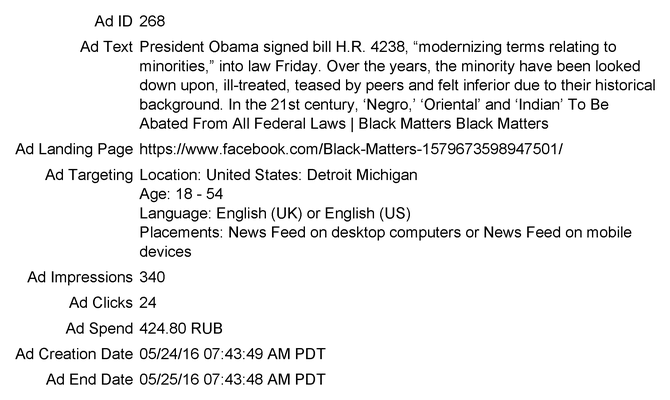 Ad ID 268
Ad Text President Obama signed bill H.R. 4238, “modernizing terms relating to
minorities,” into law Friday. Over the years, the minority have been looked
down upon, ill-treated, teased by peers and felt inferior due to their historical
background. In the 21st century, ‘Negro,’ ‘Oriental’ and ‘Indian’ To Be
Abated From All Federal Laws | Black Matters Black Matters
Ad Landing Page https://www.facebook.com/Black-Matters-1579673598947501/
Ad Targeting Location: United States: Detroit Michigan
Age: 18 - 54
Language: English (UK) or English (US)
Placements: News Feed on desktop computers or News Feed on mobile
devices
Ad Impressions 340
Ad Clicks 24
Ad Spend 424.80 RUB
Ad Creation Date 05/24/16 07:43:49 AM PDT
Ad End Date 05/25/16 07:43:48 AM PDT